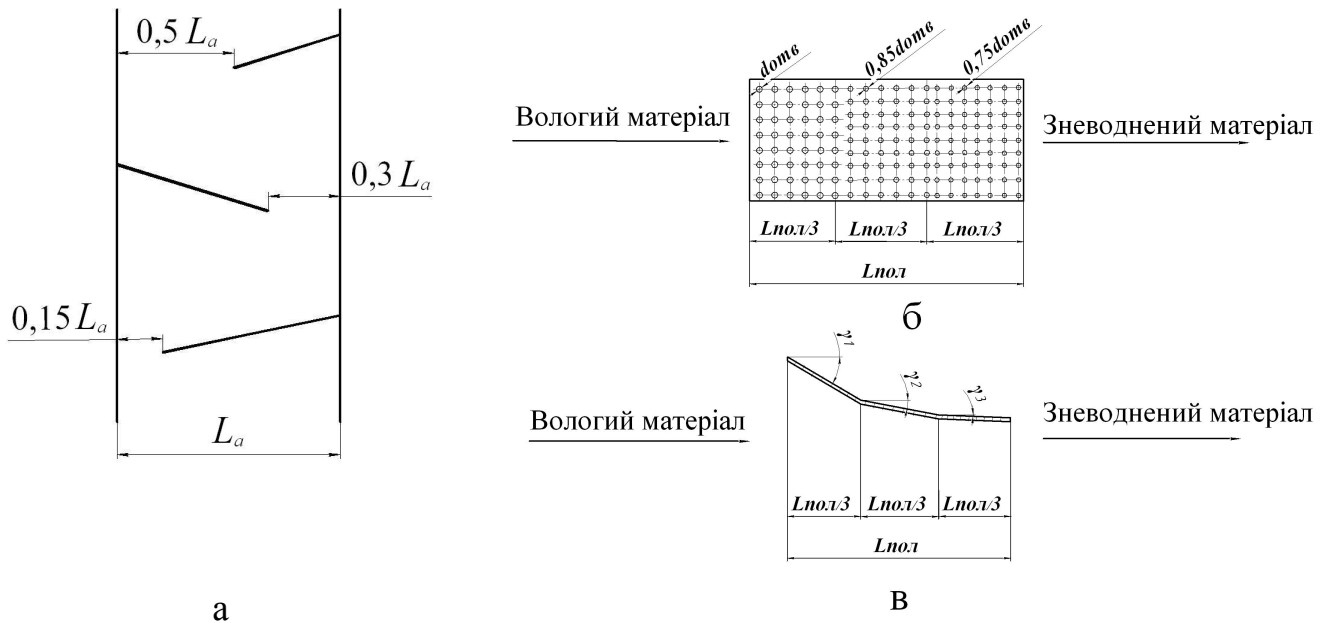 0,5 Lₐ
0,3 Lₐ
0,15 Lₐ
Lₐ
а
dотв
0,85dотв
0,75dотв
Вологий матеріал
Зневоднений матеріал
Lпол/3
Lпол/3
Lпол/3
Lпол
б
γ1
γ2
γ3
Вологий матеріал
Зневоднений матеріал
Lпол/3
Lпол/3
Lпол/3
Lпол
в